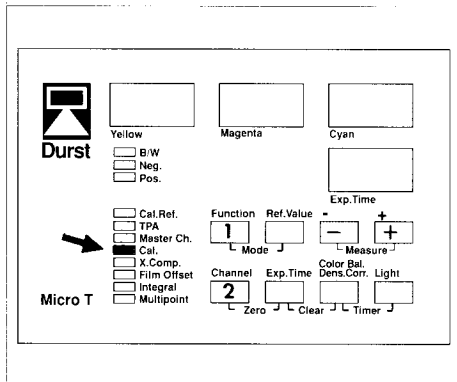 Yellow Magenta Cyan
Durst
B/W
Neg.
Pos.
Exp.Time
Cal.Ref.
TPA
Master Ch.
Cal.
X.Comp.
Film Offset
Integral
Multipoint
Function Ref.Value - +
1 - +
Mode Measure
Color Bal.
Channel Exp.Time Dens.Corr. Light
2
Zero Clear Timer
Micro T